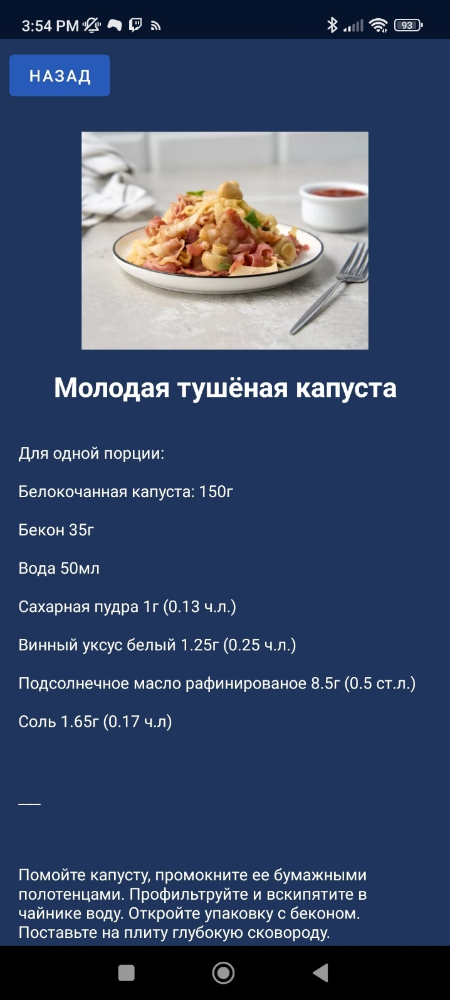 3:54 PM
93
НАЗАД
Молодая тушёная капуста
Для одной порции:
Белокочанная капуста: 150г
Бекон 35г
Вода 50мл
Сахарная пудра 1г (0.13 ч.л.)
Винный уксус белый 1.25г (0.25 ч.л.)
Подсолнечное масло рафинированое 8.5г (0.5 ст.л.)
Соль 1.65г (0.17 ч.л)
___
Помойте капусту, промокните ее бумажными
полотенцами. Профильтруйте и вскипятите в
чайнике воду. Откройте упаковку с беконом.
Поставьте на плиту глубокую сковороду.